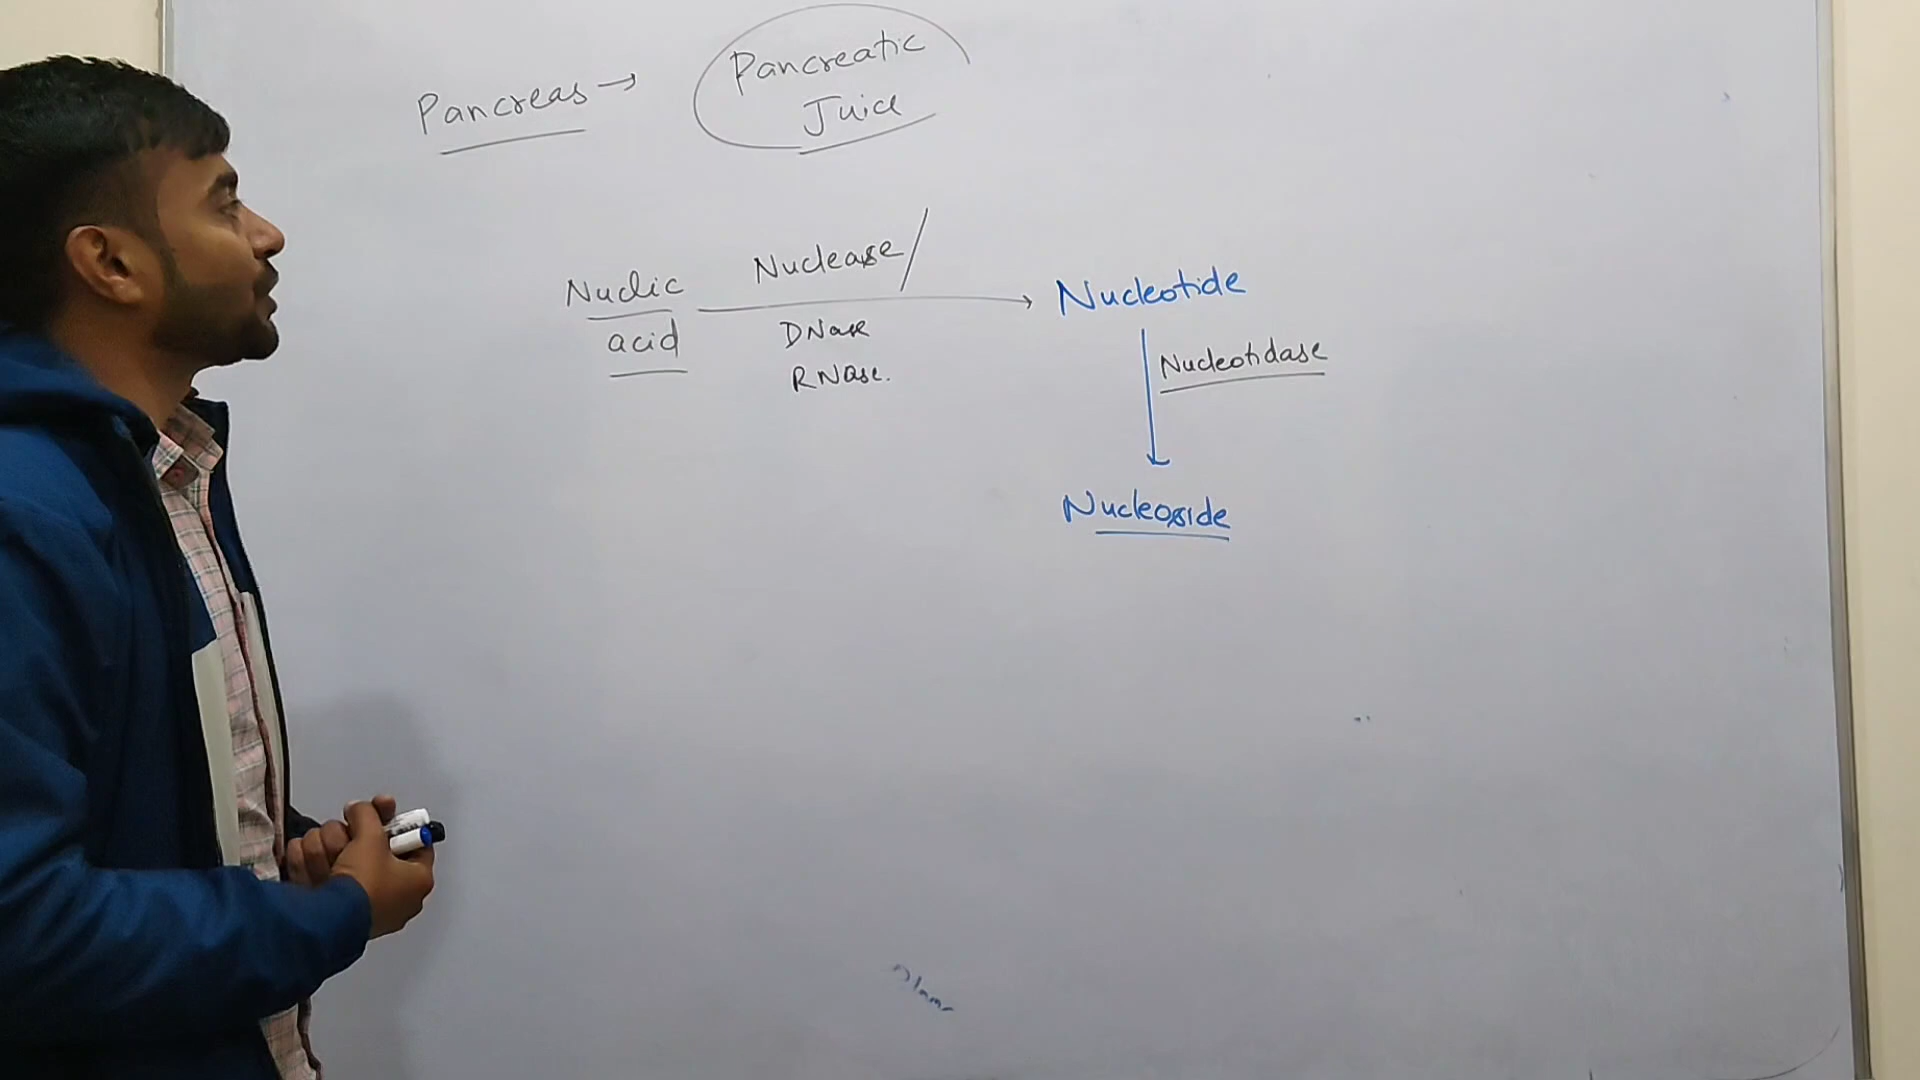 Pancreas → Pancreatic
Juice
Nuclic
acid
Nuclease/
DNase
RNase.
Nucleotide
Nucleotidase
Nucleoside